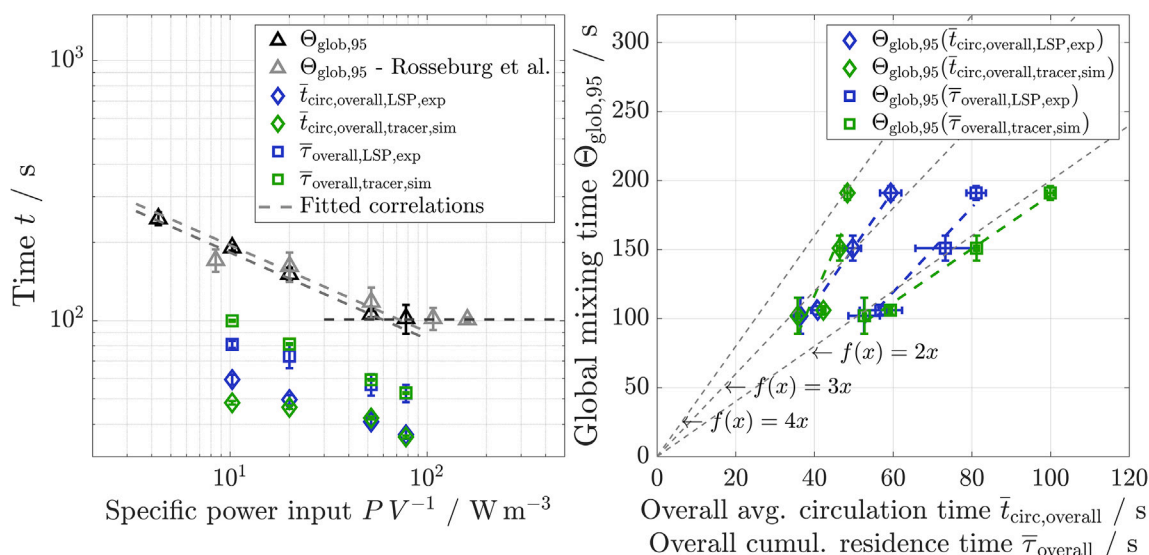 Time t / s
10³
10²
10¹
10²
Specific power input P V⁻¹ / W m⁻³
Θglob,95
Θglob,95 - Rosseburg et al.
t̄circ,overall,LSP,exp
t̄circ,overall,tracer,sim
τ̄overall,LSP,exp
τ̄overall,tracer,sim
Fitted correlations
Global mixing time Θglob,95 / s
300
250
200
150
100
50
0
0 20 40 60 80 100 120
Overall avg. circulation time t̄circ,overall / s
Overall cumul. residence time τ̄overall / s
Θglob,95(t̄circ,overall,LSP,exp)
Θglob,95(t̄circ,overall,tracer,sim)
Θglob,95(τ̄overall,LSP,exp)
Θglob,95(τ̄overall,tracer,sim)
← f(x) = 2x
← f(x) = 3x
← f(x) = 4x